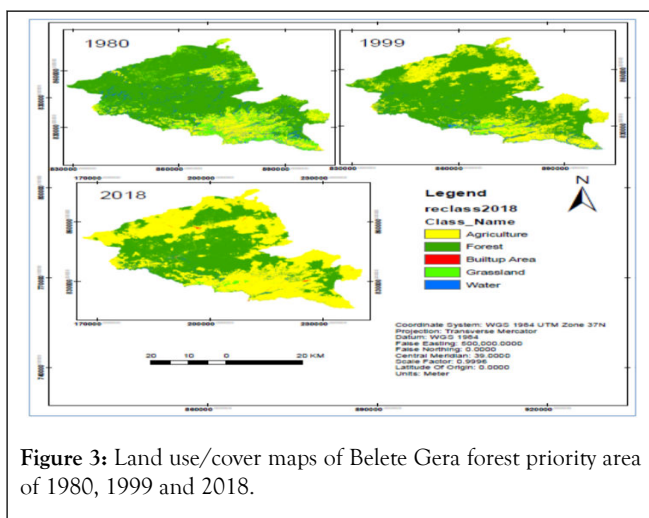 1980
1999
2018
Legend
reclass2018
Class_Name
Agriculture
Forest
Builtup Area
Grassland
Water
Coordinate System: WGS 1984 UTM Zone 37N
Projection: Transverse Mercator
Datum: WGS 1984
False Easting: 500,000.0000
False Northing: 0.0000
Central Meridian: 39.0000
Scale Factor: 0.9996
Latitude Of Origin: 0.0000
Units: Meter
20 10 0 20 KM
Figure 3: Land use/cover maps of Belete Gera forest priority area
of 1980, 1999 and 2018.